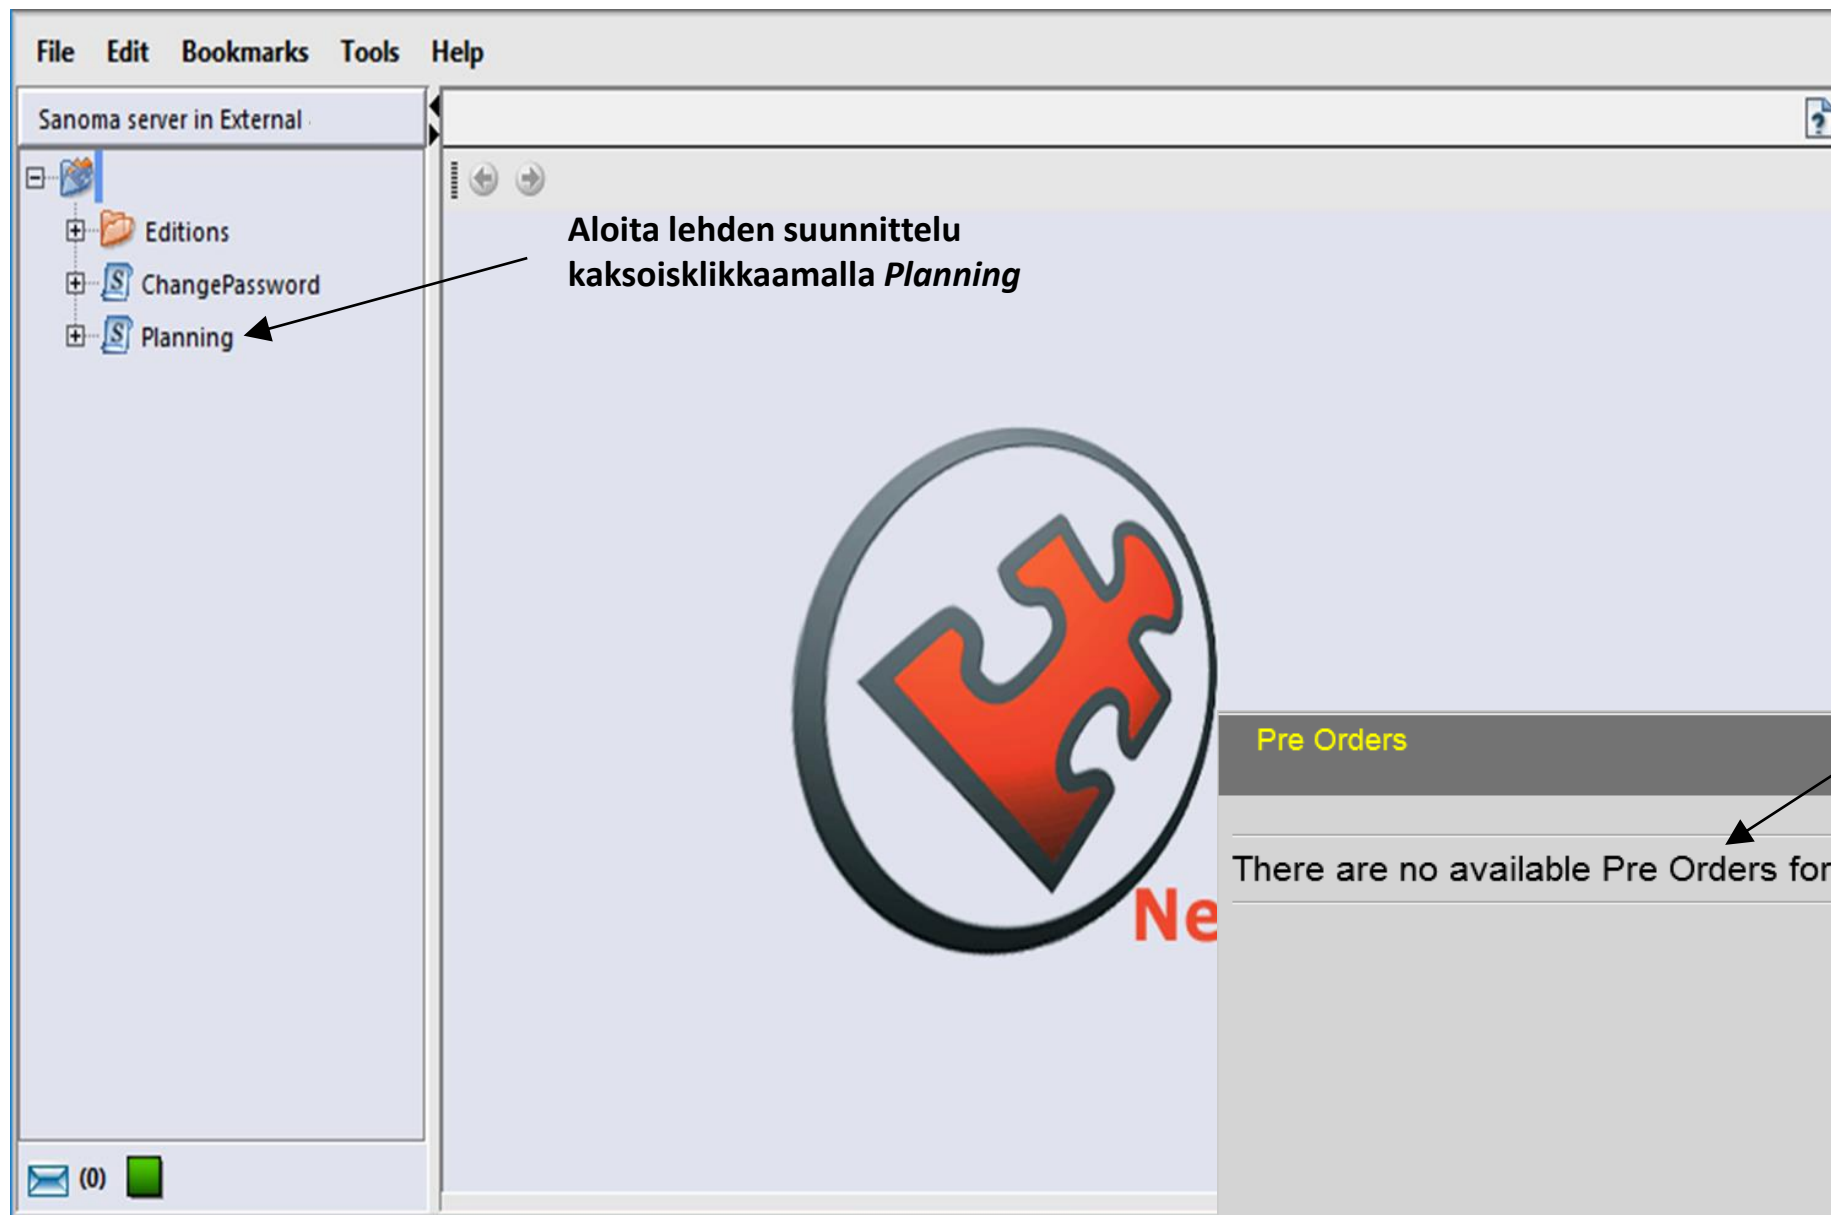 File Edit Bookmarks Tools Help
Sanoma server in External
Editions
ChangePassword
Planning
Aloita lehden suunnittelu
kaksoisklikkaamalla Planning
Ne
Pre Orders
There are no available Pre Orders for
(0)